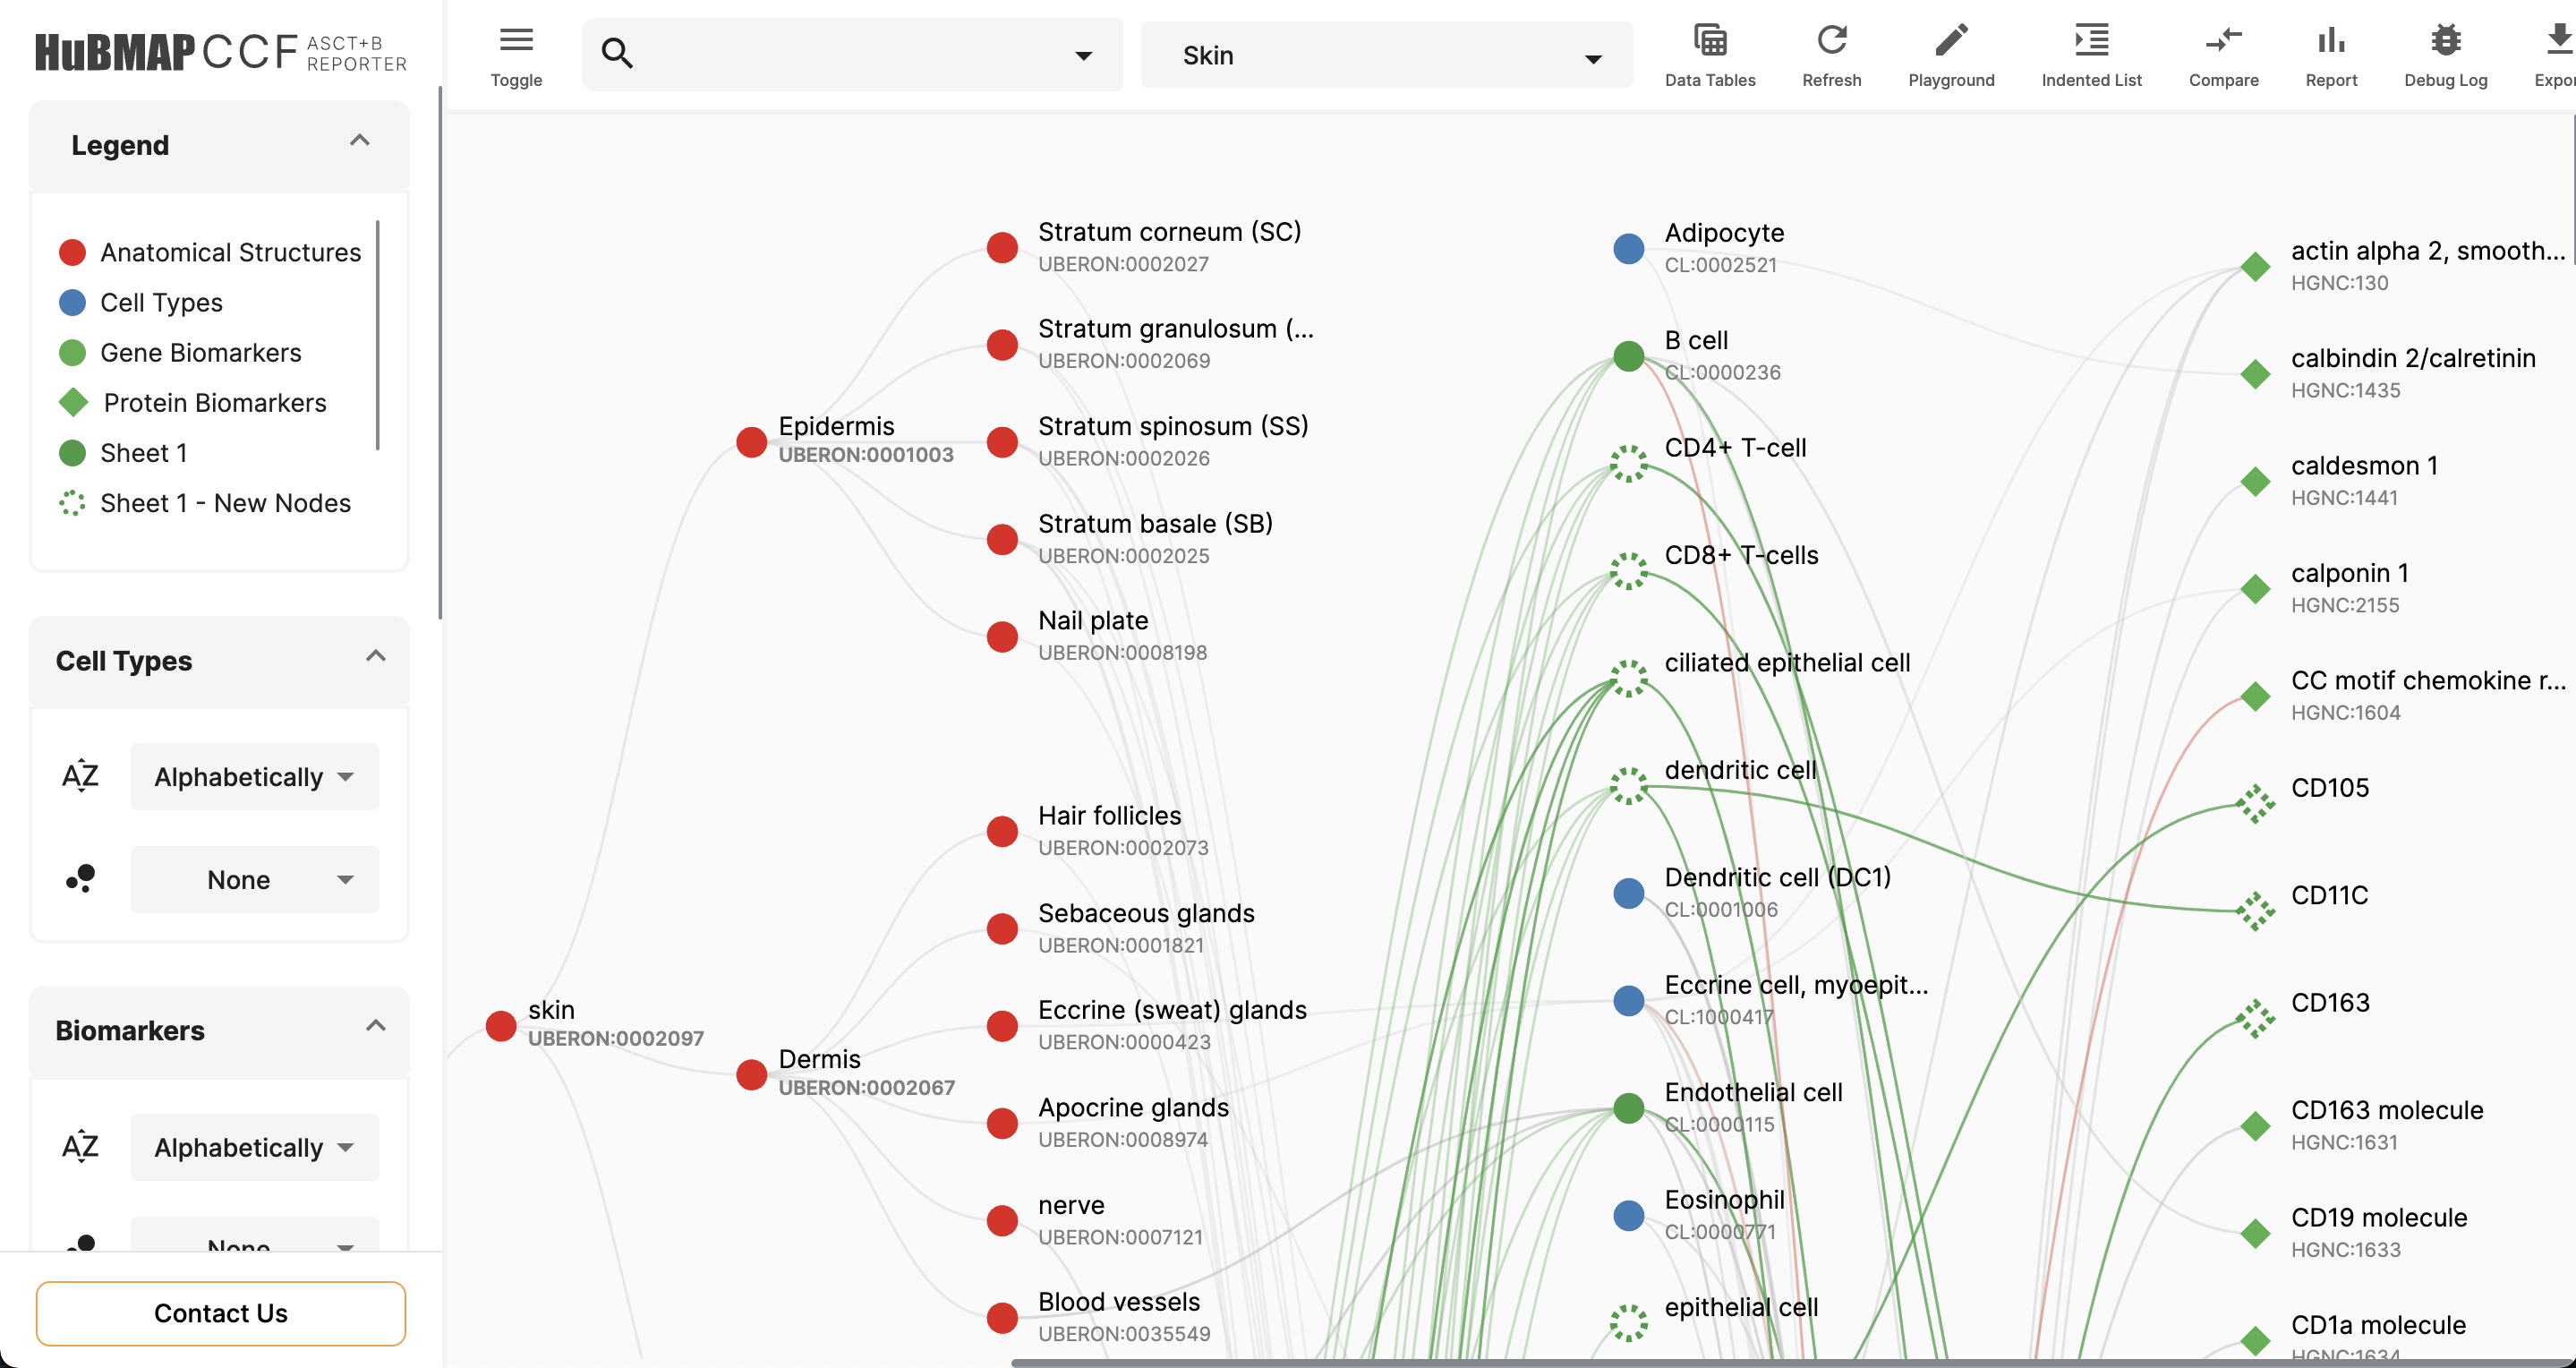 HuBMAP CCF ASCT+B
REPORTER
Toggle
Skin
Data Tables
Refresh
Playground
Indented List
Compare
Report
Debug Log
Expor
Legend
Anatomical Structures
Cell Types
Gene Biomarkers
Protein Biomarkers
Sheet 1
Sheet 1 - New Nodes
Cell Types
AZ
Alphabetically
None
Biomarkers
AZ
Alphabetically
None
Contact Us
skin
UBERON:0002097
Epidermis
UBERON:0001003
Dermis
UBERON:0002067
Stratum corneum (SC)
UBERON:0002027
Stratum granulosum (...
UBERON:0002069
Stratum spinosum (SS)
UBERON:0002026
Stratum basale (SB)
UBERON:0002025
Nail plate
UBERON:0008198
Hair follicles
UBERON:0002073
Sebaceous glands
UBERON:0001821
Eccrine (sweat) glands
UBERON:0000423
Apocrine glands
UBERON:0008974
nerve
UBERON:0007121
Blood vessels
UBERON:0035549
Adipocyte
CL:0002521
B cell
CL:0000236
CD4+ T-cell
CD8+ T-cells
ciliated epithelial cell
dendritic cell
Dendritic cell (DC1)
CL:0001006
Eccrine cell, myoepit...
CL:1000417
Endothelial cell
CL:0000115
Eosinophil
CL:0000771
epithelial cell
actin alpha 2, smooth...
HGNC:130
calbindin 2/calretinin
HGNC:1435
caldesmon 1
HGNC:1441
calponin 1
HGNC:2155
CC motif chemokine r...
HGNC:1604
CD105
CD11C
CD163
CD163 molecule
HGNC:1631
CD19 molecule
HGNC:1633
CD1a molecule
HGNC:1634